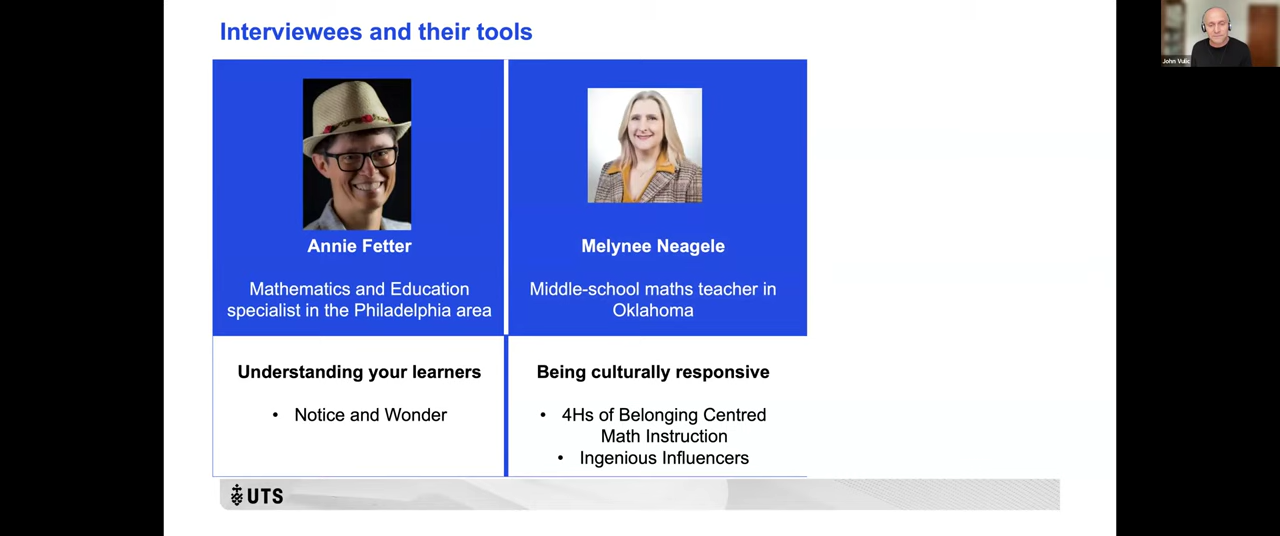 Interviewees and their tools
Annie Fetter
Mathematics and Education
specialist in the Philadelphia area
Understanding your learners
• Notice and Wonder
Melynee Neagele
Middle-school maths teacher in
Oklahoma
Being culturally responsive
• 4Hs of Belonging Centred
Math Instruction
• Ingenious Influencers
UTS
John Vulic